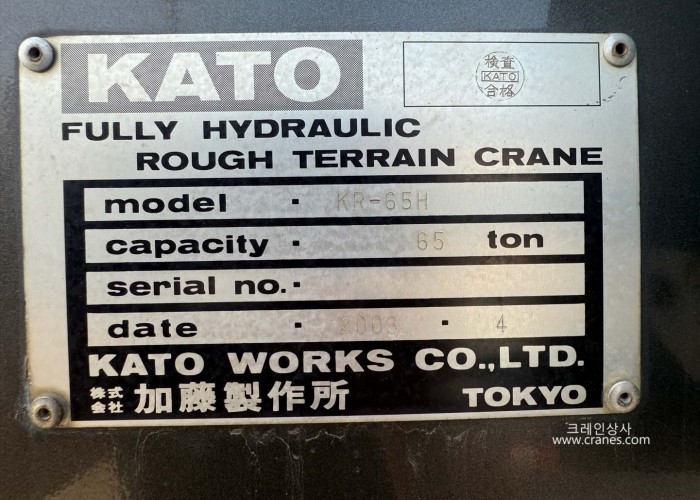 KATO
検査
KATO
合格
FULLY HYDRAULIC
ROUGH TERRAIN CRANE
model · KR-65H
capacity · 65 ton
serial no. ·
date · 2003 · 4
KATO WORKS CO.,LTD.
株式会社 加藤製作所 TOKYO
크레인상사
www.cranes.com